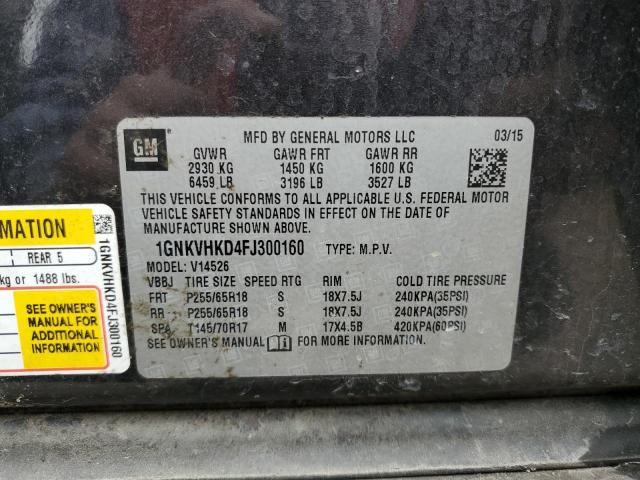 GM
MFD BY GENERAL MOTORS LLC 03/15
GVWR GAWR FRT GAWR RR
2930 KG 1450 KG 1600 KG
6459 LB 3196 LB 3527 LB
THIS VEHICLE CONFORMS TO ALL APPLICABLE U.S. FEDERAL MOTOR
VEHICLE SAFETY STANDARDS IN EFFECT ON THE DATE OF
MANUFACTURE SHOWN ABOVE.
1GNKVHKD4FJ300160 TYPE: M.P.V.
MODEL: V14526
VBBJ TIRE SIZE SPEED RTG RIM COLD TIRE PRESSURE
FRT P255/65R18 S 18X7.5J 240KPA(35PSI)
RR P255/65R18 S 18X7.5J 240KPA(35PSI)
SPA T145/70R17 M 17X4.5B 420KPA(60PSI)
SEE OWNER'S MANUAL FOR MORE INFORMATION.
MATION
REAR 5
kg or 1488 lbs.
SEE OWNER'S
MANUAL FOR
ADDITIONAL
INFORMATION
1GNKVHKD4FJ300160